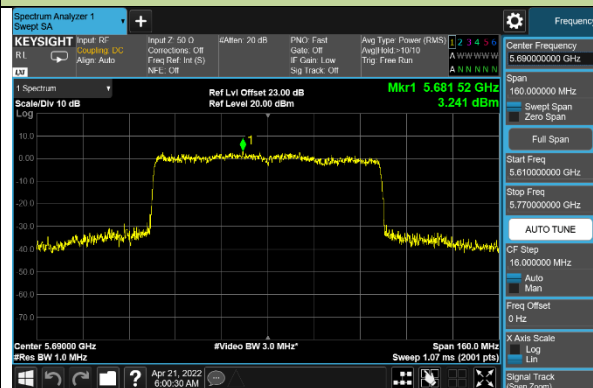 Spectrum Analyzer 1
Swept SA
Frequency
KEYSIGHT
Input: RF
Coupling: DC
Align: Auto
Input Z: 50 Ω
Corrections: Off
Freq Ref: Int (S)
NFE: Off
#Atten: 20 dB
PNO: Fast
Gate: Off
IF Gain: Low
Sig Track: Off
Avg Type: Power (RMS)
Avg|Hold:>10/10
Trig: Free Run
1 2 3 4 5 6
A W W W W W
A N N N N N
RL
LXI
1 Spectrum
Scale/Div 10 dB
Log
Ref Lvl Offset 23.00 dB
Ref Level 20.00 dBm
Mkr1 5.681 52 GHz
3.241 dBm
1
10.0
0.00
-10.0
-20.0
-30.0
-40.0
-50.0
-60.0
-70.0
Center 5.69000 GHz
#Res BW 1.0 MHz
#Video BW 3.0 MHz*
Span 160.0 MHz
Sweep 1.07 ms (2001 pts)
Center Frequency
5.690000000 GHz
Span
160.000000 MHz
Swept Span
Zero Span
Full Span
Start Freq
5.610000000 GHz
Stop Freq
5.770000000 GHz
AUTO TUNE
CF Step
16.000000 MHz
Auto
Man
Freq Offset
0 Hz
X Axis Scale
Log
Lin
Signal Track
(Span Zoom)
?
Apr 21, 2022
6:00:30 AM